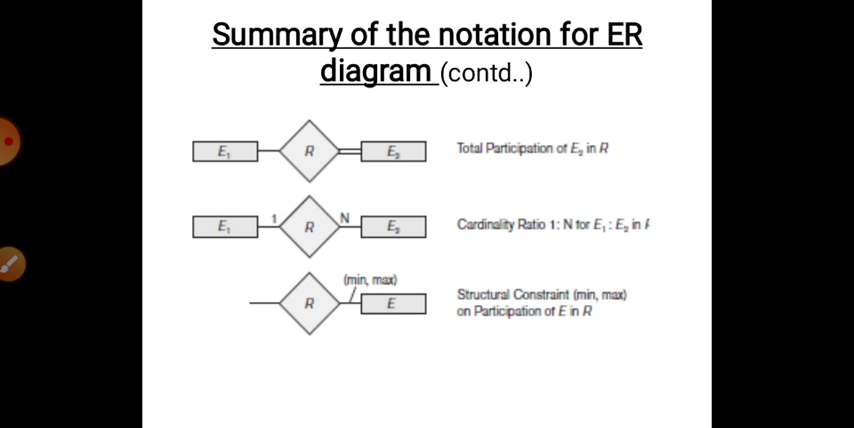 Summary of the notation for ER
diagram (contd..)
E₁ R E₂ Total Participation of E₂ in R
1 N
E₁ R E₂ Cardinality Ratio 1: N for E₁ : E₂ in
(min, max)
R E Structural Constraint (min, max)
on Participation of E in R